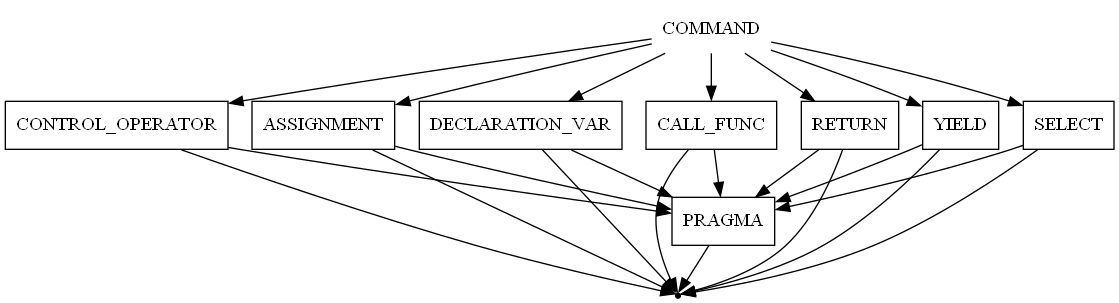 COMMAND
CONTROL_OPERATOR
ASSIGNMENT
DECLARATION_VAR
CALL_FUNC
RETURN
YIELD
SELECT
PRAGMA